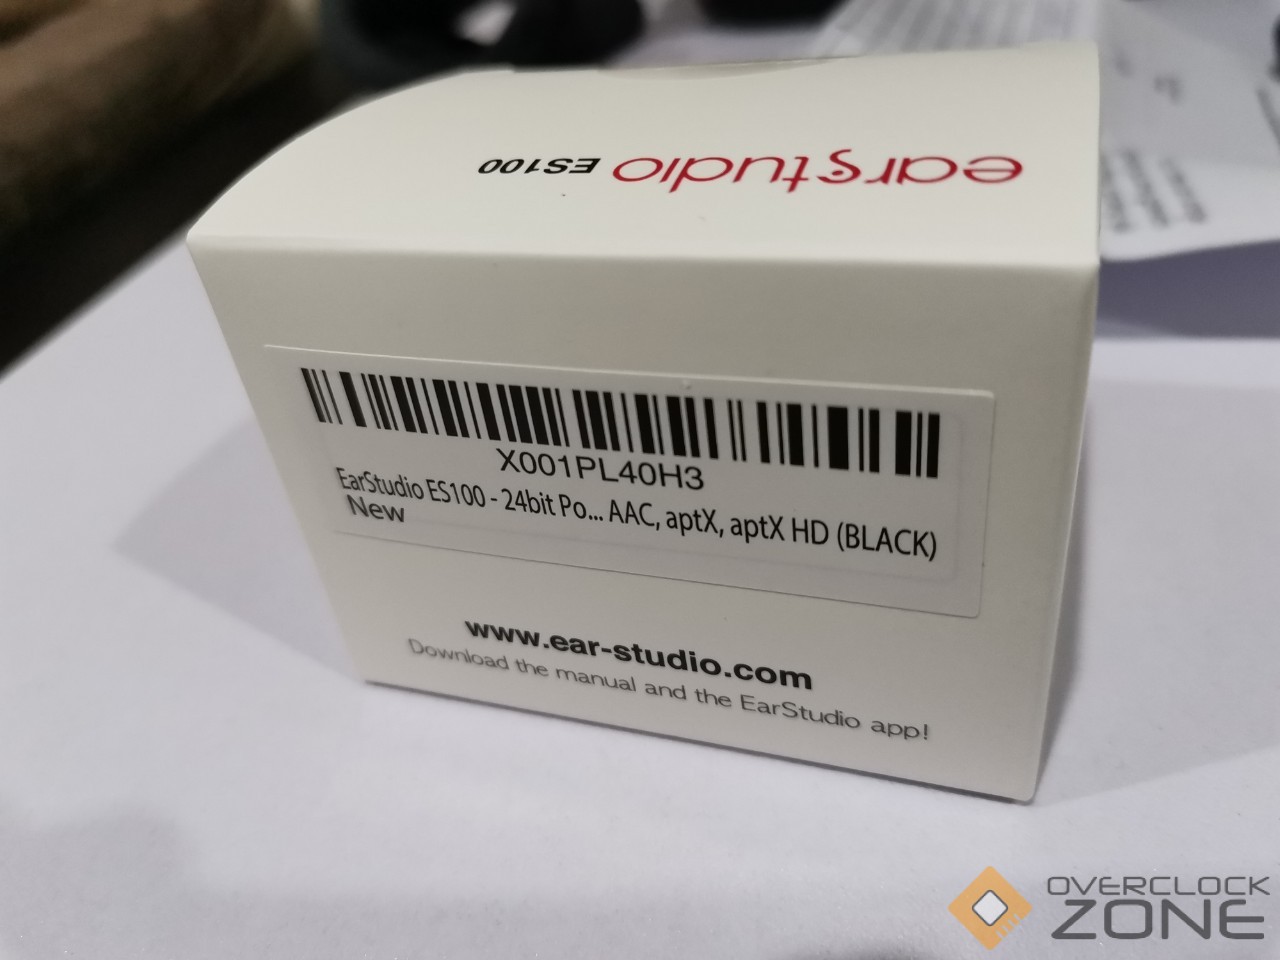 earstudio ES100
X001PL40H3
EarStudio ES100 - 24bit Po... AAC, aptX, aptX HD (BLACK)
New
www.ear-studio.com
Download the manual and the EarStudio app!
OVERCLOCK
ZONE